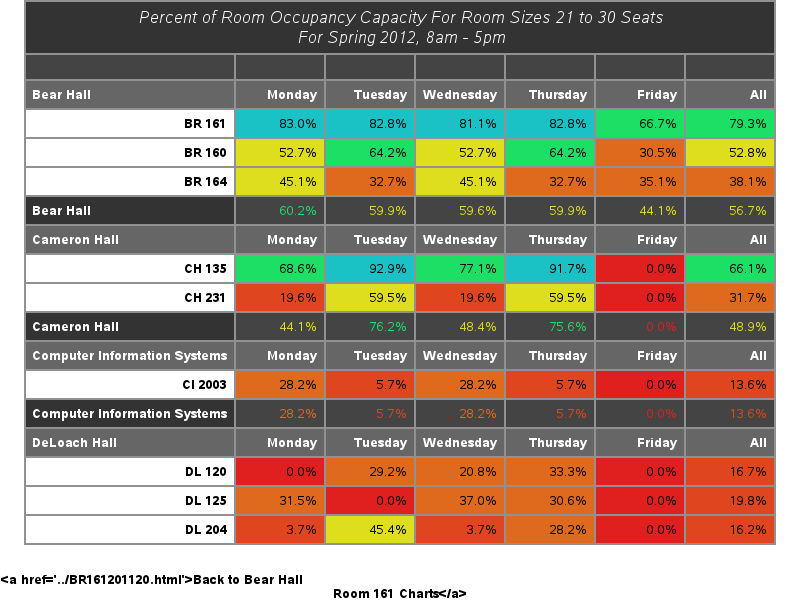 Percent of Room Occupancy Capacity For Room Sizes 21 to 30 Seats
For Spring 2012, 8am - 5pm
Bear Hall Monday Tuesday Wednesday Thursday Friday All
BR 161 83.0% 82.8% 81.1% 82.8% 66.7% 79.3%
BR 160 52.7% 64.2% 52.7% 64.2% 30.5% 52.8%
BR 164 45.1% 32.7% 45.1% 32.7% 35.1% 38.1%
Bear Hall 60.2% 59.9% 59.6% 59.9% 44.1% 56.7%
Cameron Hall Monday Tuesday Wednesday Thursday Friday All
CH 135 68.6% 92.9% 77.1% 91.7% 0.0% 66.1%
CH 231 19.6% 59.5% 19.6% 59.5% 0.0% 31.7%
Cameron Hall 44.1% 76.2% 48.4% 75.6% 0.0% 48.9%
Computer Information Systems Monday Tuesday Wednesday Thursday Friday All
CI 2003 28.2% 5.7% 28.2% 5.7% 0.0% 13.6%
Computer Information Systems 28.2% 5.7% 28.2% 5.7% 0.0% 13.6%
DeLoach Hall Monday Tuesday Wednesday Thursday Friday All
DL 120 0.0% 29.2% 20.8% 33.3% 0.0% 16.7%
DL 125 31.5% 0.0% 37.0% 30.6% 0.0% 19.8%
DL 204 3.7% 45.4% 3.7% 28.2% 0.0% 16.2%
<a href='../BR161201120.html'>Back to Bear Hall
Room 161 Charts</a>